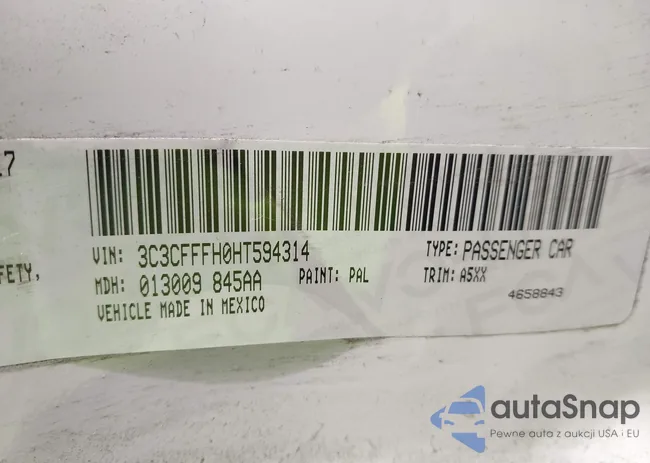 17
VIN: 3C3CFFFH0HT594314 TYPE: PASSENGER CAR
FETY, MDH: 013009 845AA PAINT: PAL TRIM: A5XX
VEHICLE MADE IN MEXICO 4658843
autaSnap
Pewne auta z aukcji USA i EU